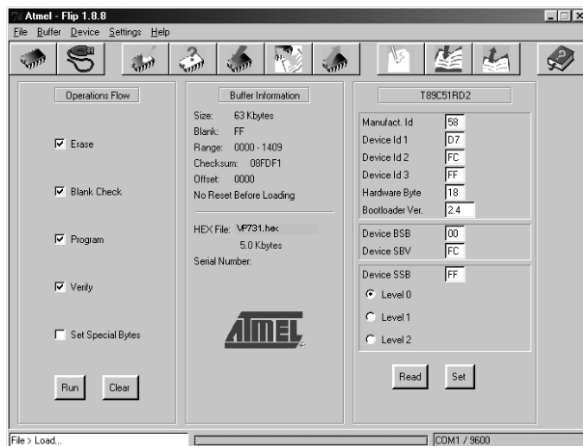 Atmel - Flip 1.8.8
File Buffer Device Settings Help
Operations Flow
Erase
Blank Check
Program
Verify
Set Special Bytes
Run Clear
Buffer Information
Size: 63 Kbytes
Blank: FF
Range: 0000 - 1409
Checksum: 08FDF1
Offset: 0000
No Reset Before Loading
HEX File: VP731.hex
5.0 Kbytes
Serial Number:
ATMEL
T89C51RD2
Manufact. Id 58
Device Id 1 D7
Device Id 2 FC
Device Id 3 FF
Hardware Byte 18
Bootloader Ver. 2.4
Device BSB 00
Device SBV FC
Device SSB FF
Level 0
Level 1
Level 2
Read Set
File > Load...
COM1 / 9600